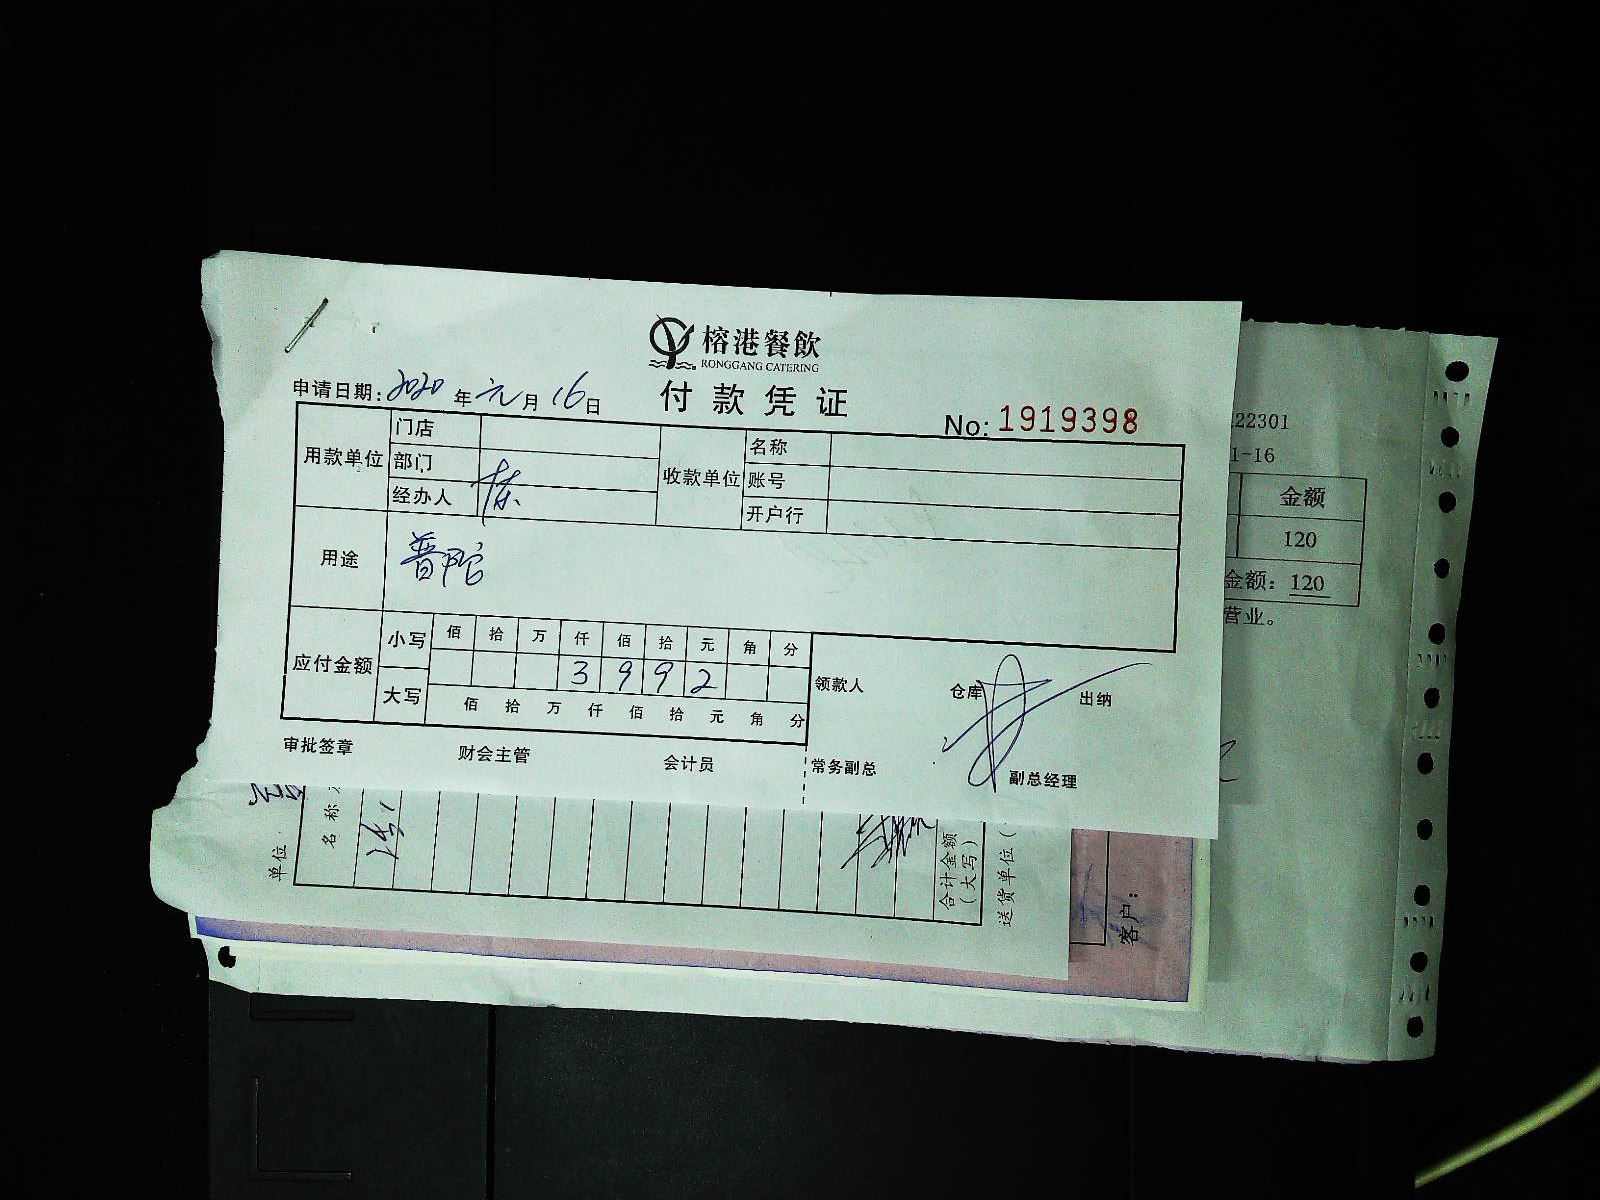 榕港餐飲
RONGGANG CATERING
付款凭证
申请日期: 2020 年 元 月 16 日
No: 1919398
用款单位 门店 收款单位 名称
部门 账号
经办人 陈 开户行
用途 普陀
应付金额 小写 佰 拾 万 仟 佰 拾 元 角 分
3 9 9 2
大写 佰 拾 万 仟 佰 拾 元 角 分
领款人 仓库 出纳
审批签章 财会主管 会计员 常务副总 副总经理
22301
1-16
金额
120
金额: 120
营业。
单位
名称
合计金额
(大写)
送货单位(
客户: